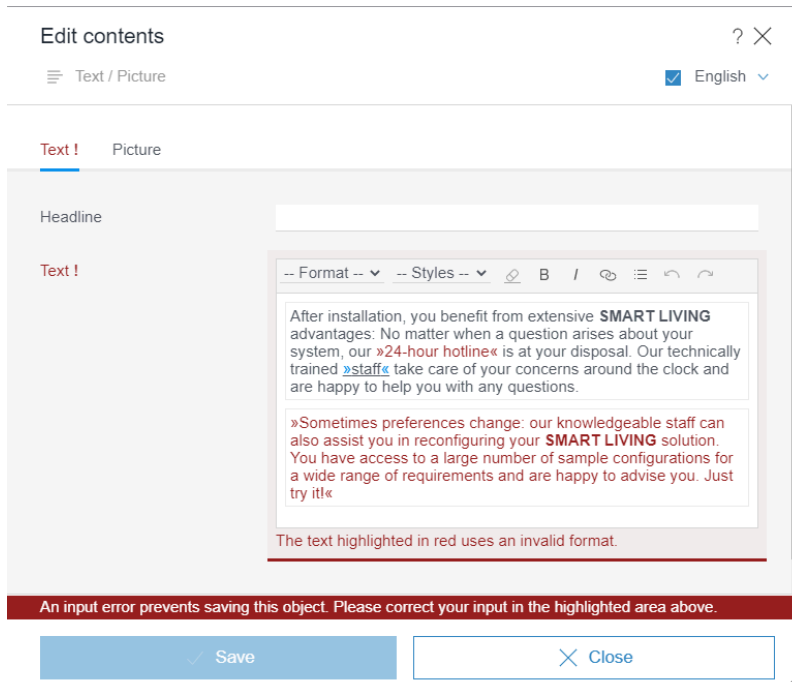 Edit contents ?
Text / Picture English
Text ! Picture
Headline
Text !
-- Format -- -- Styles -- B I
After installation, you benefit from extensive SMART LIVING
advantages: No matter when a question arises about your
system, our »24-hour hotline« is at your disposal. Our technically
trained »staff« take care of your concerns around the clock and
are happy to help you with any questions.
»Sometimes preferences change: our knowledgeable staff can
also assist you in reconfiguring your SMART LIVING solution.
You have access to a large number of sample configurations for
a wide range of requirements and are happy to advise you. Just
try it!«
The text highlighted in red uses an invalid format.
An input error prevents saving this object. Please correct your input in the highlighted area above.
Save Close